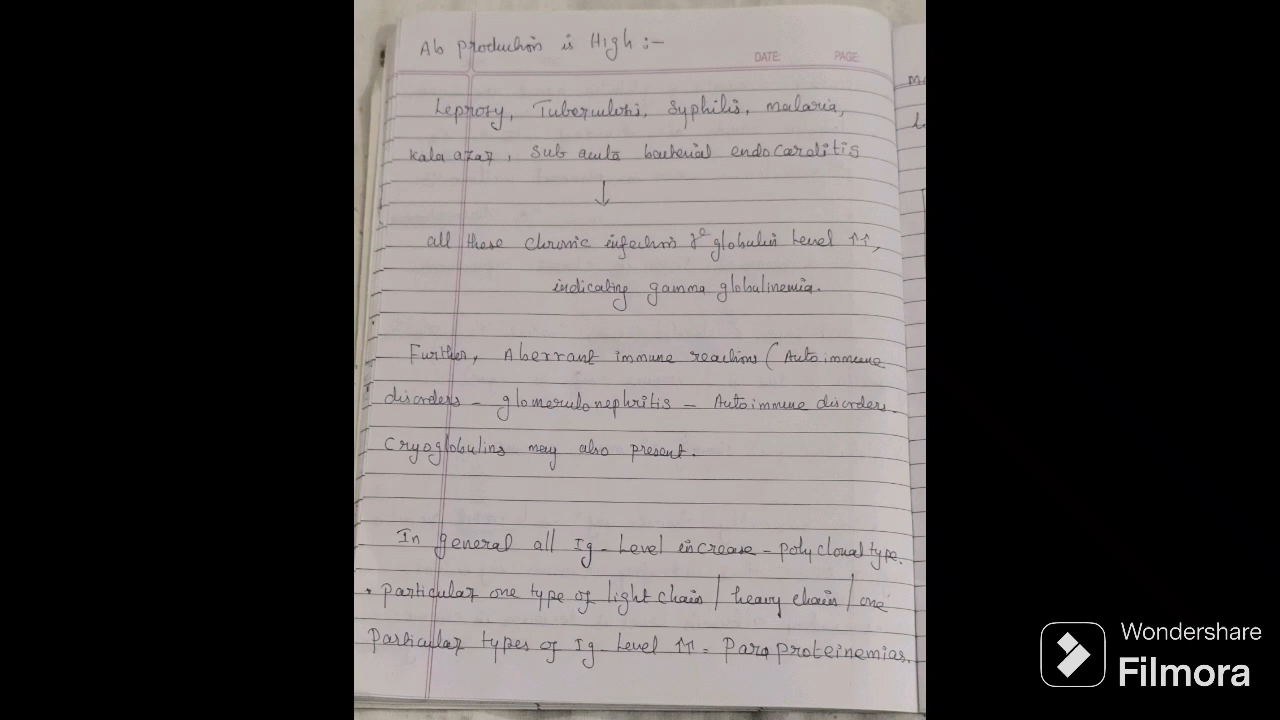 Ab production is High :-
DATE: PAGE:
Leprosy, Tuberculosis, Syphilis, malaria,
kala azar, Sub acute bacterial endocarditis
↓
all these chronic infections γ globulin Level ↑↑,
indicating gamma globulinemia.
Further, Aberrant immune reactions (Autoimmune
disorders - glomerulonephritis - Autoimmune disorders.
Cryoglobulins may also present.
In general all Ig-Level increase - polyclonal type.
• particular one type of light chain / heavy chain / one
Particular types of Ig-Level ↑↑ = Paraproteinemias.
Wondershare
Filmora